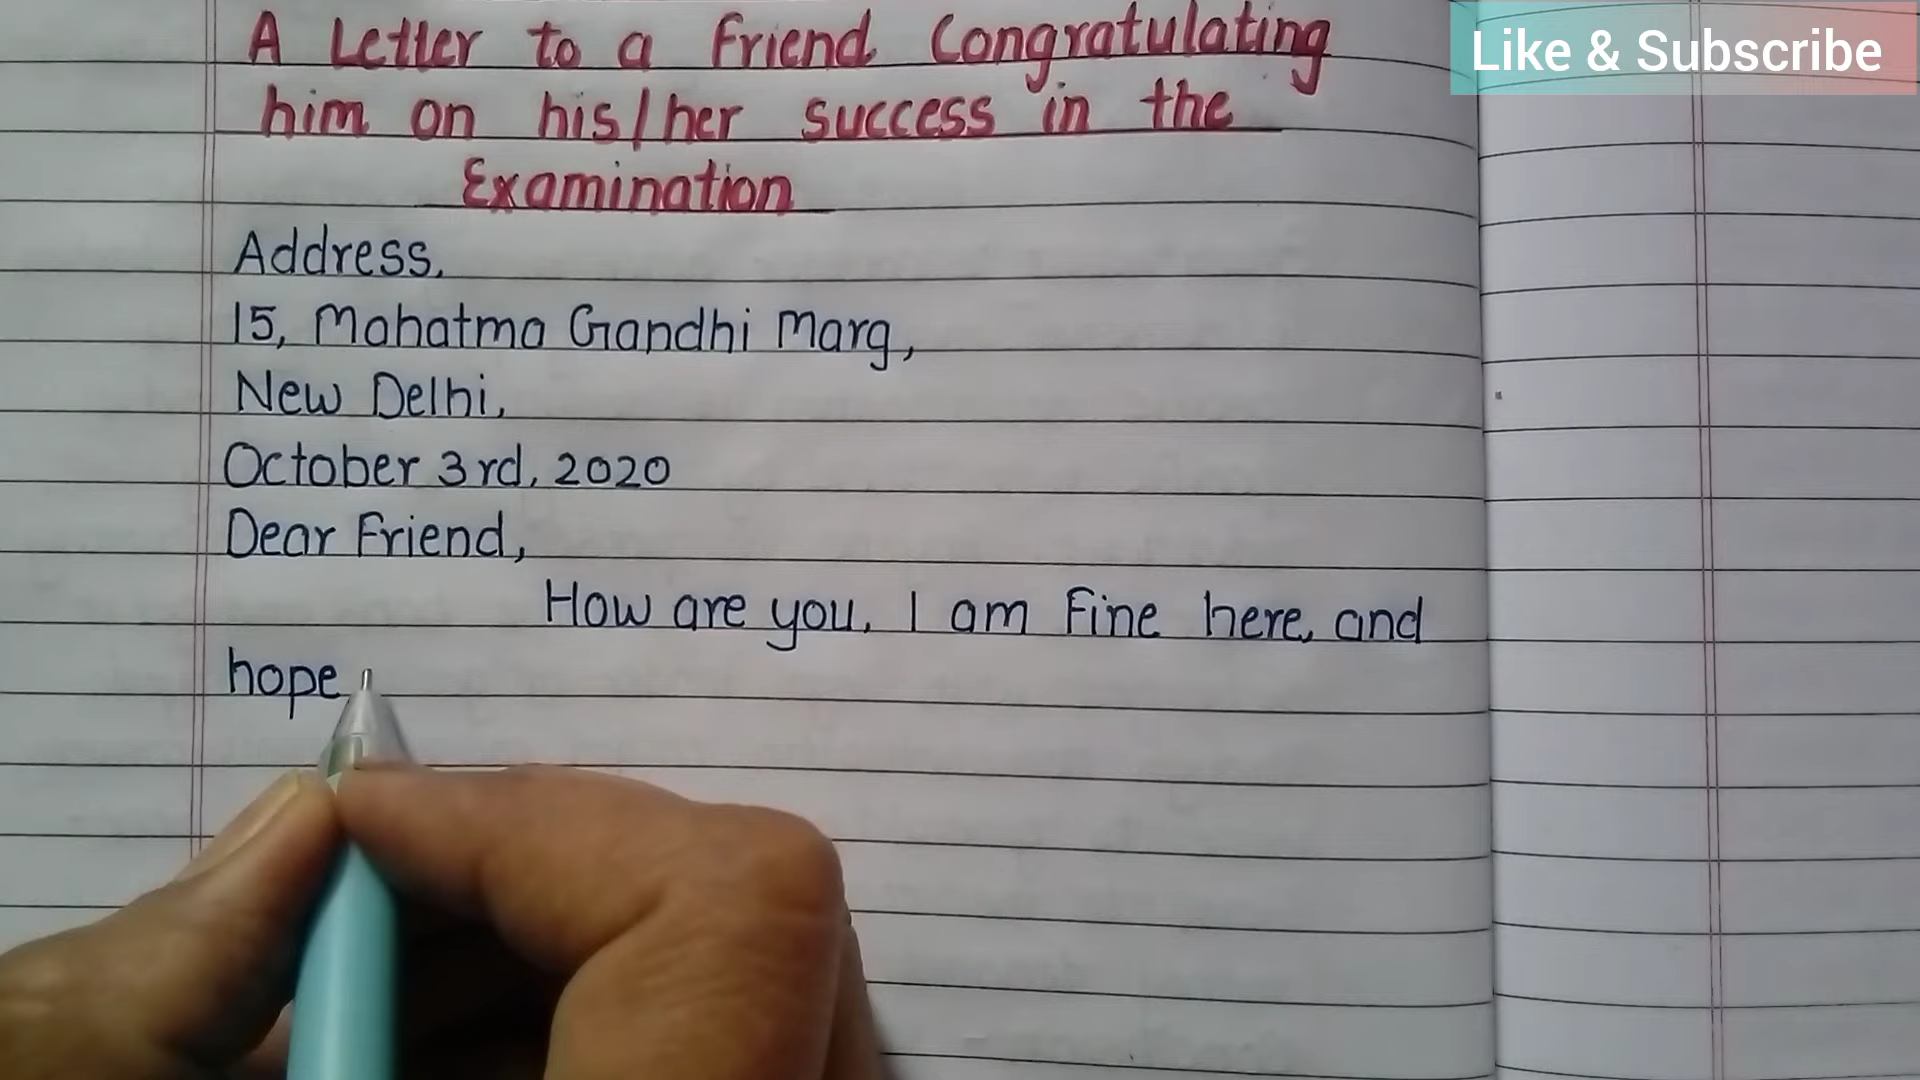 A Letter to a Friend Congratulating
him on his/her success in the
Examination
Like & Subscribe
Address,
15, Mahatma Gandhi Marg,
New Delhi,
October 3rd, 2020
Dear Friend,
How are you, I am Fine here, and
hope